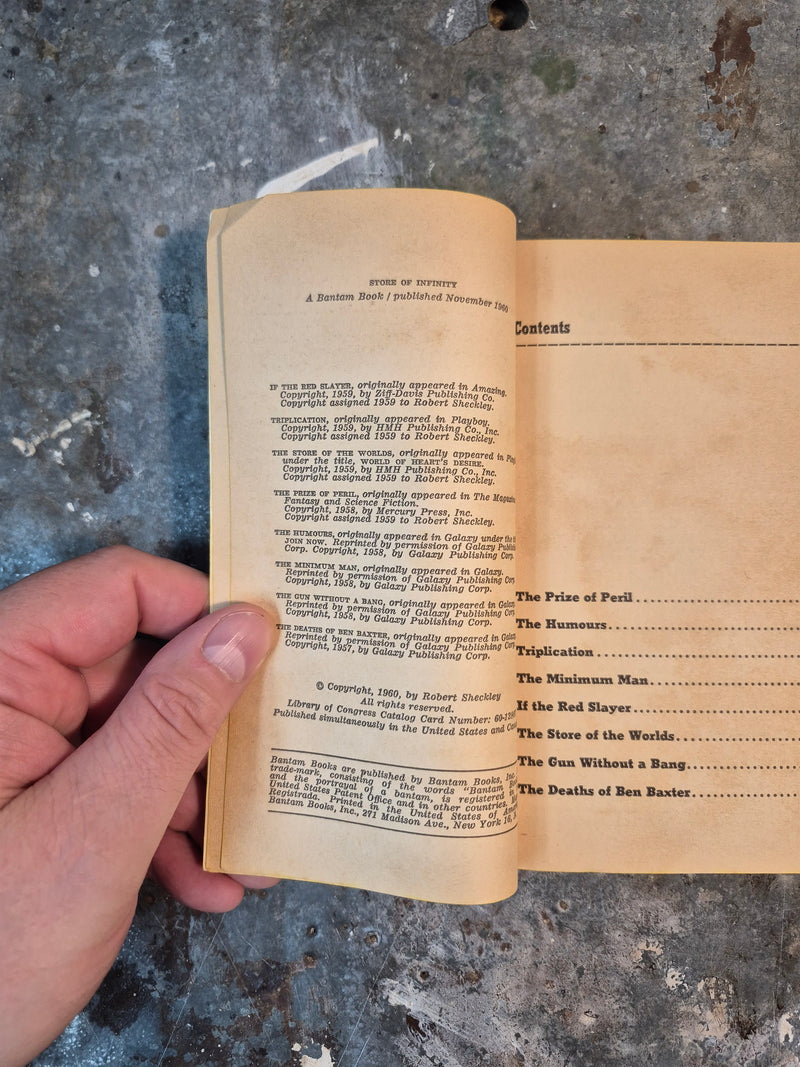 STORE OF INFINITY
A Bantam Book / published November 1960
IF THE RED SLAYER, originally appeared in Amazing.
Copyright, 1959, by Ziff-Davis Publishing Co.
Copyright assigned 1959 to Robert Sheckley.
TRIPLICATION, originally appeared in Playboy.
Copyright, 1959, by HMH Publishing Co., Inc.
Copyright assigned 1959 to Robert Sheckley.
THE STORE OF THE WORLDS, originally appeared in
under the title, WORLD OF HEART'S DESIRE.
Copyright, 1959, by HMH Publishing Co., Inc.
Copyright assigned 1959 to Robert Sheckley.
THE PRIZE OF PERIL, originally appeared in The
Fantasy and Science Fiction.
Copyright, 1958, by Mercury Press, Inc.
Copyright assigned 1959 to Robert Sheckley.
THE HUMOURS, originally appeared in Galaxy under the
JOIN NOW. Reprinted by permission of Galaxy
Corp. Copyright, 1958, by Galaxy Publishing Corp.
THE MINIMUM MAN, originally appeared in Galaxy.
Reprinted by permission of Galaxy Publishing Corp.
Copyright, 1958, by Galaxy Publishing Corp.
THE GUN WITHOUT A BANG, originally appeared in
Reprinted by permission of Galaxy Publishing Corp.
Copyright, 1958, by Galaxy Publishing Corp.
THE DEATHS OF BEN BAXTER, originally appeared in
Reprinted by permission of Galaxy Publishing Corp.
Copyright, 1957, by Galaxy Publishing Corp.
© Copyright, 1960, by Robert Sheckley
All rights reserved.
Library of Congress Catalog Card Number:
Published simultaneously in the United States and
Bantam Books are published by Bantam Books, Inc.
trade-mark, consisting of the words "Bantam
and the portrayal of a bantam, is registered in
United States Patent Office and in other countries.
Registrada. Printed in the United States of
Bantam Books, Inc., 271 Madison Ave., New York 16,
Contents
The Prize of Peril
The Humours
Triplication
The Minimum Man
If the Red Slayer
The Store of the Worlds
The Gun Without a Bang
The Deaths of Ben Baxter